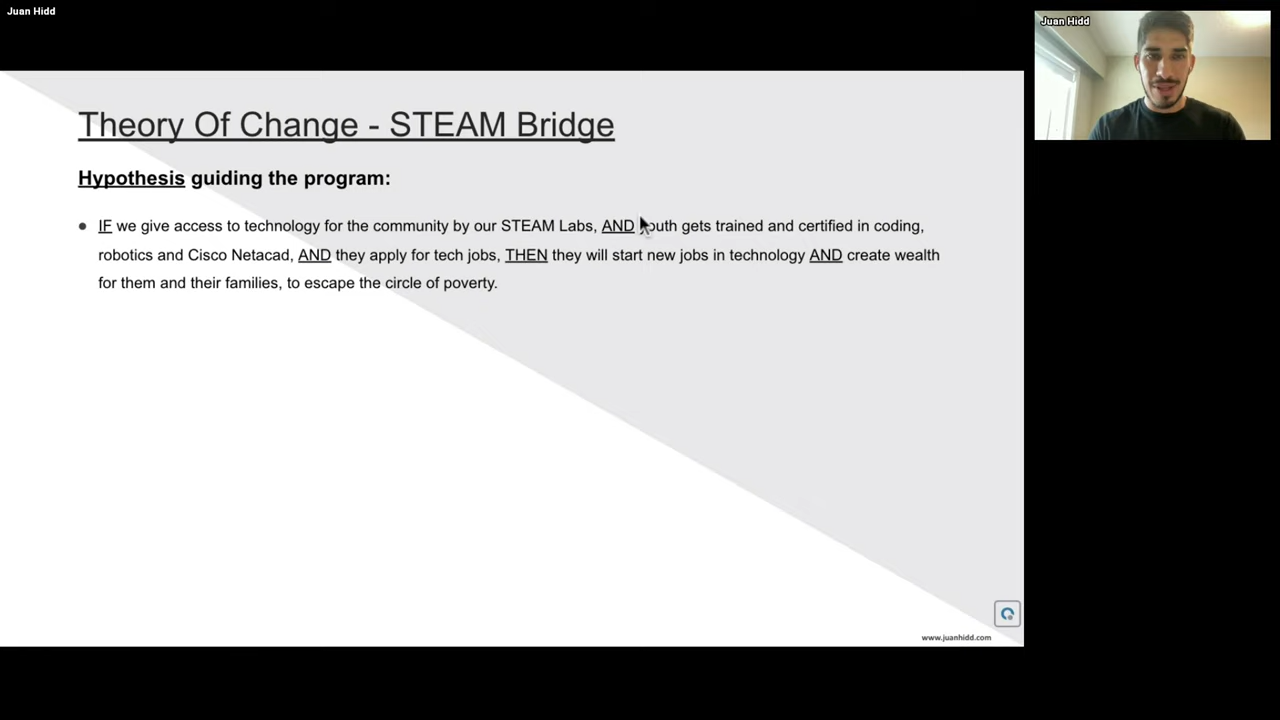 Juan Hidd
Juan Hidd
Theory Of Change - STEAM Bridge
Hypothesis guiding the program:
IF we give access to technology for the community by our STEAM Labs, AND youth gets trained and certified in coding,
robotics and Cisco Netacad, AND they apply for tech jobs, THEN they will start new jobs in technology AND create wealth
for them and their families, to escape the circle of poverty.
www.juanhidd.com